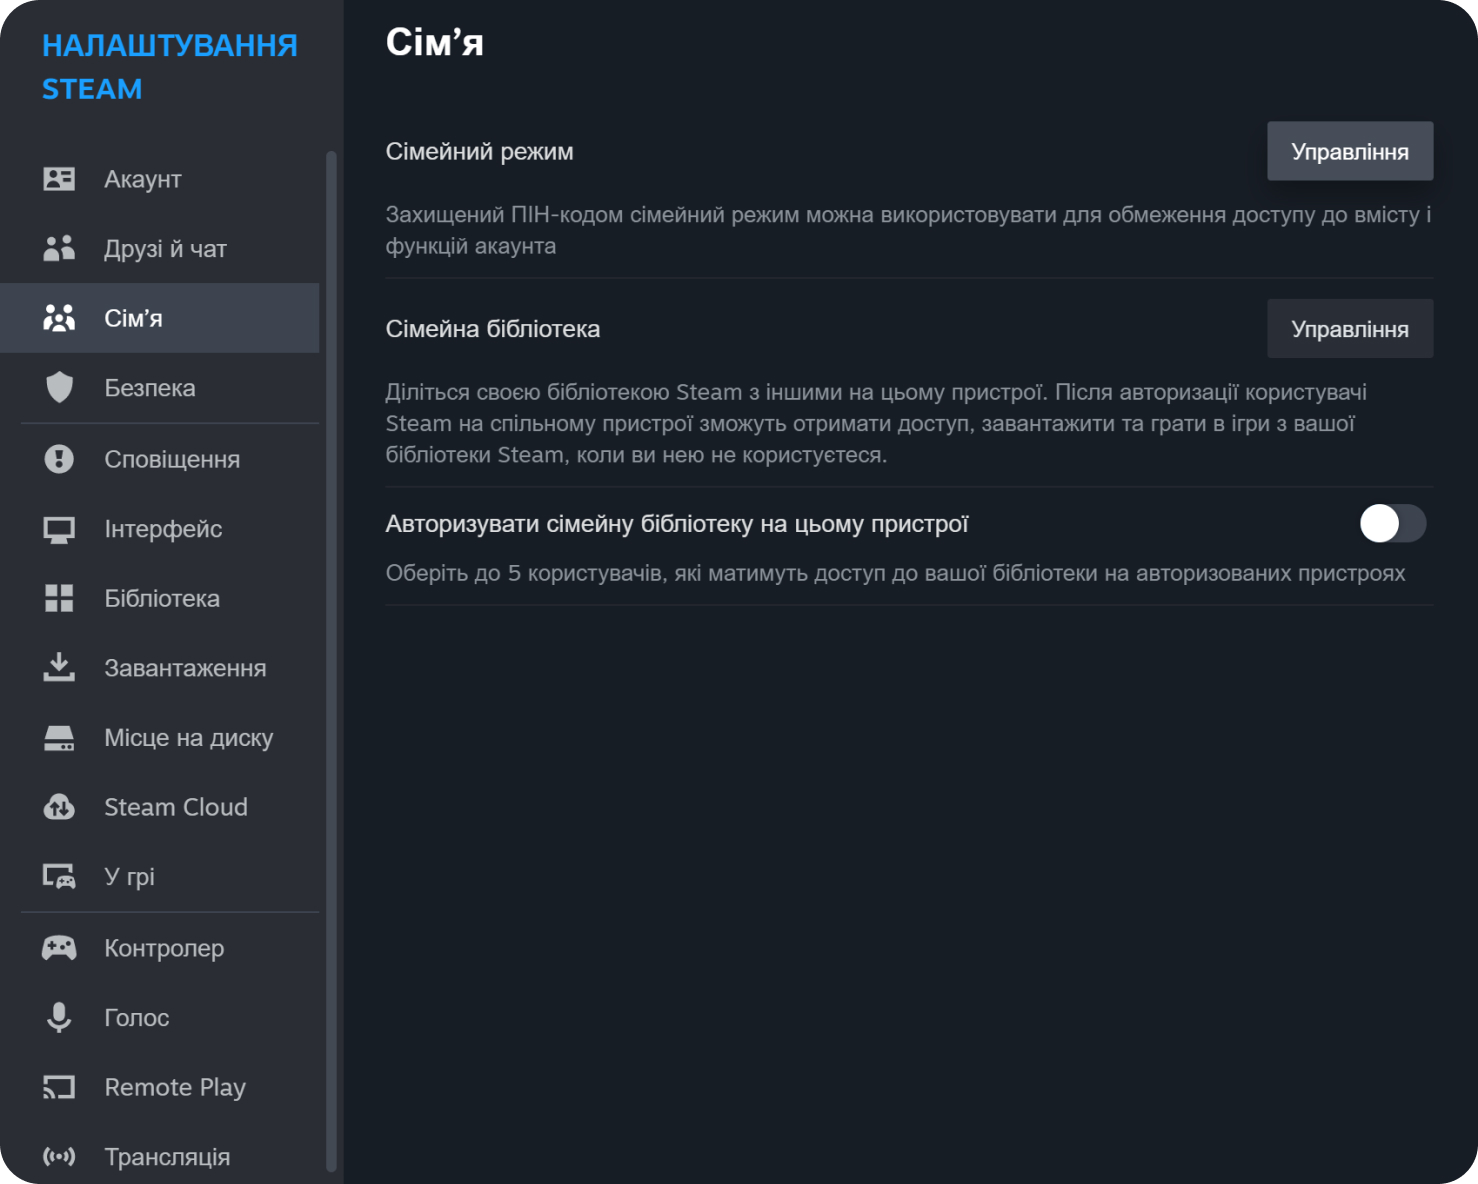 НАЛАШТУВАННЯ
STEAM
Акаунт
Друзі й чат
Сім’я
Безпека
Сповіщення
Інтерфейс
Бібліотека
Завантаження
Місце на диску
Steam Cloud
У грі
Контролер
Голос
Remote Play
Трансляція
Сім’я
Сімейний режим
Управління
Захищений ПІН-кодом сімейний режим можна використовувати для обмеження доступу до вмісту і
функцій акаунта
Сімейна бібліотека
Управління
Діліться своєю бібліотекою Steam з іншими на цьому пристрої. Після авторизації користувачі
Steam на спільному пристрої зможуть отримати доступ, завантажити та грати в ігри з вашої
бібліотеки Steam, коли ви нею не користуєтеся.
Авторизувати сімейну бібліотеку на цьому пристрої
Оберіть до 5 користувачів, які матимуть доступ до вашої бібліотеки на авторизованих пристроях